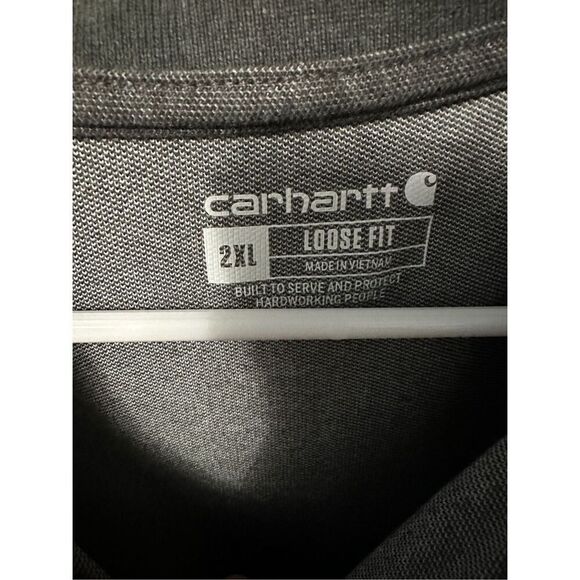 carhartt
2XL LOOSE FIT
MADE IN VIETNAM
BUILT TO SERVE AND PROTECT
HARDWORKING PEOPLE